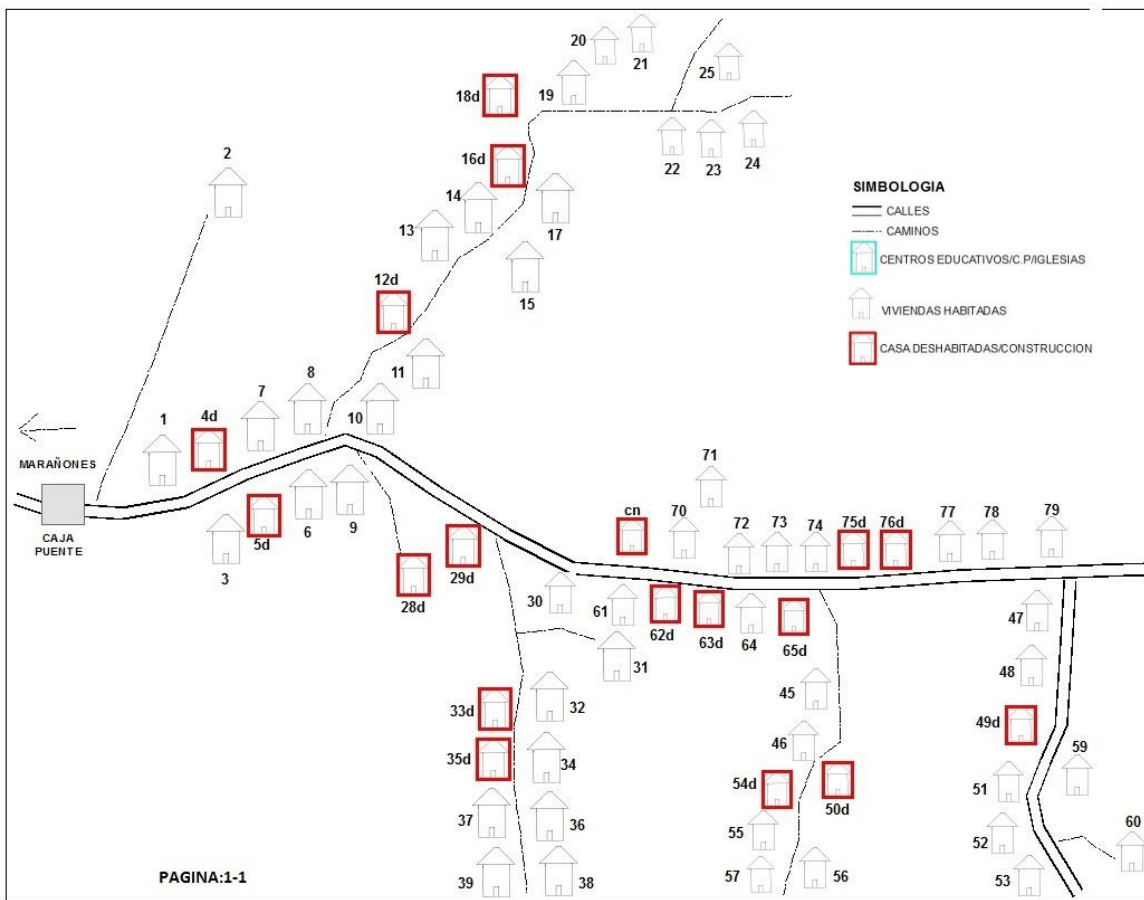 20
21
25
19
18d
22
23
24
16d
2
14
17
13
15
SIMBOLOGIA
CALLES
CAMINOS
CENTROS EDUCATIVOS/C.P/IGLESIAS
VIVIENDAS HABITADAS
CASA DESHABITADAS/CONSTRUCCION
12d
11
8
7
10
4d
1
MARAÑONES
CAJA
PUENTE
3
5d
6
9
28d
29d
71
cn
70
72
73
74
75d
76d
77
78
79
30
61
62d
63d
64
65d
47
31
48
45
33d
32
49d
46
35d
34
54d
50d
51
59
37
36
55
52
60
39
38
57
56
53
PAGINA:1-1